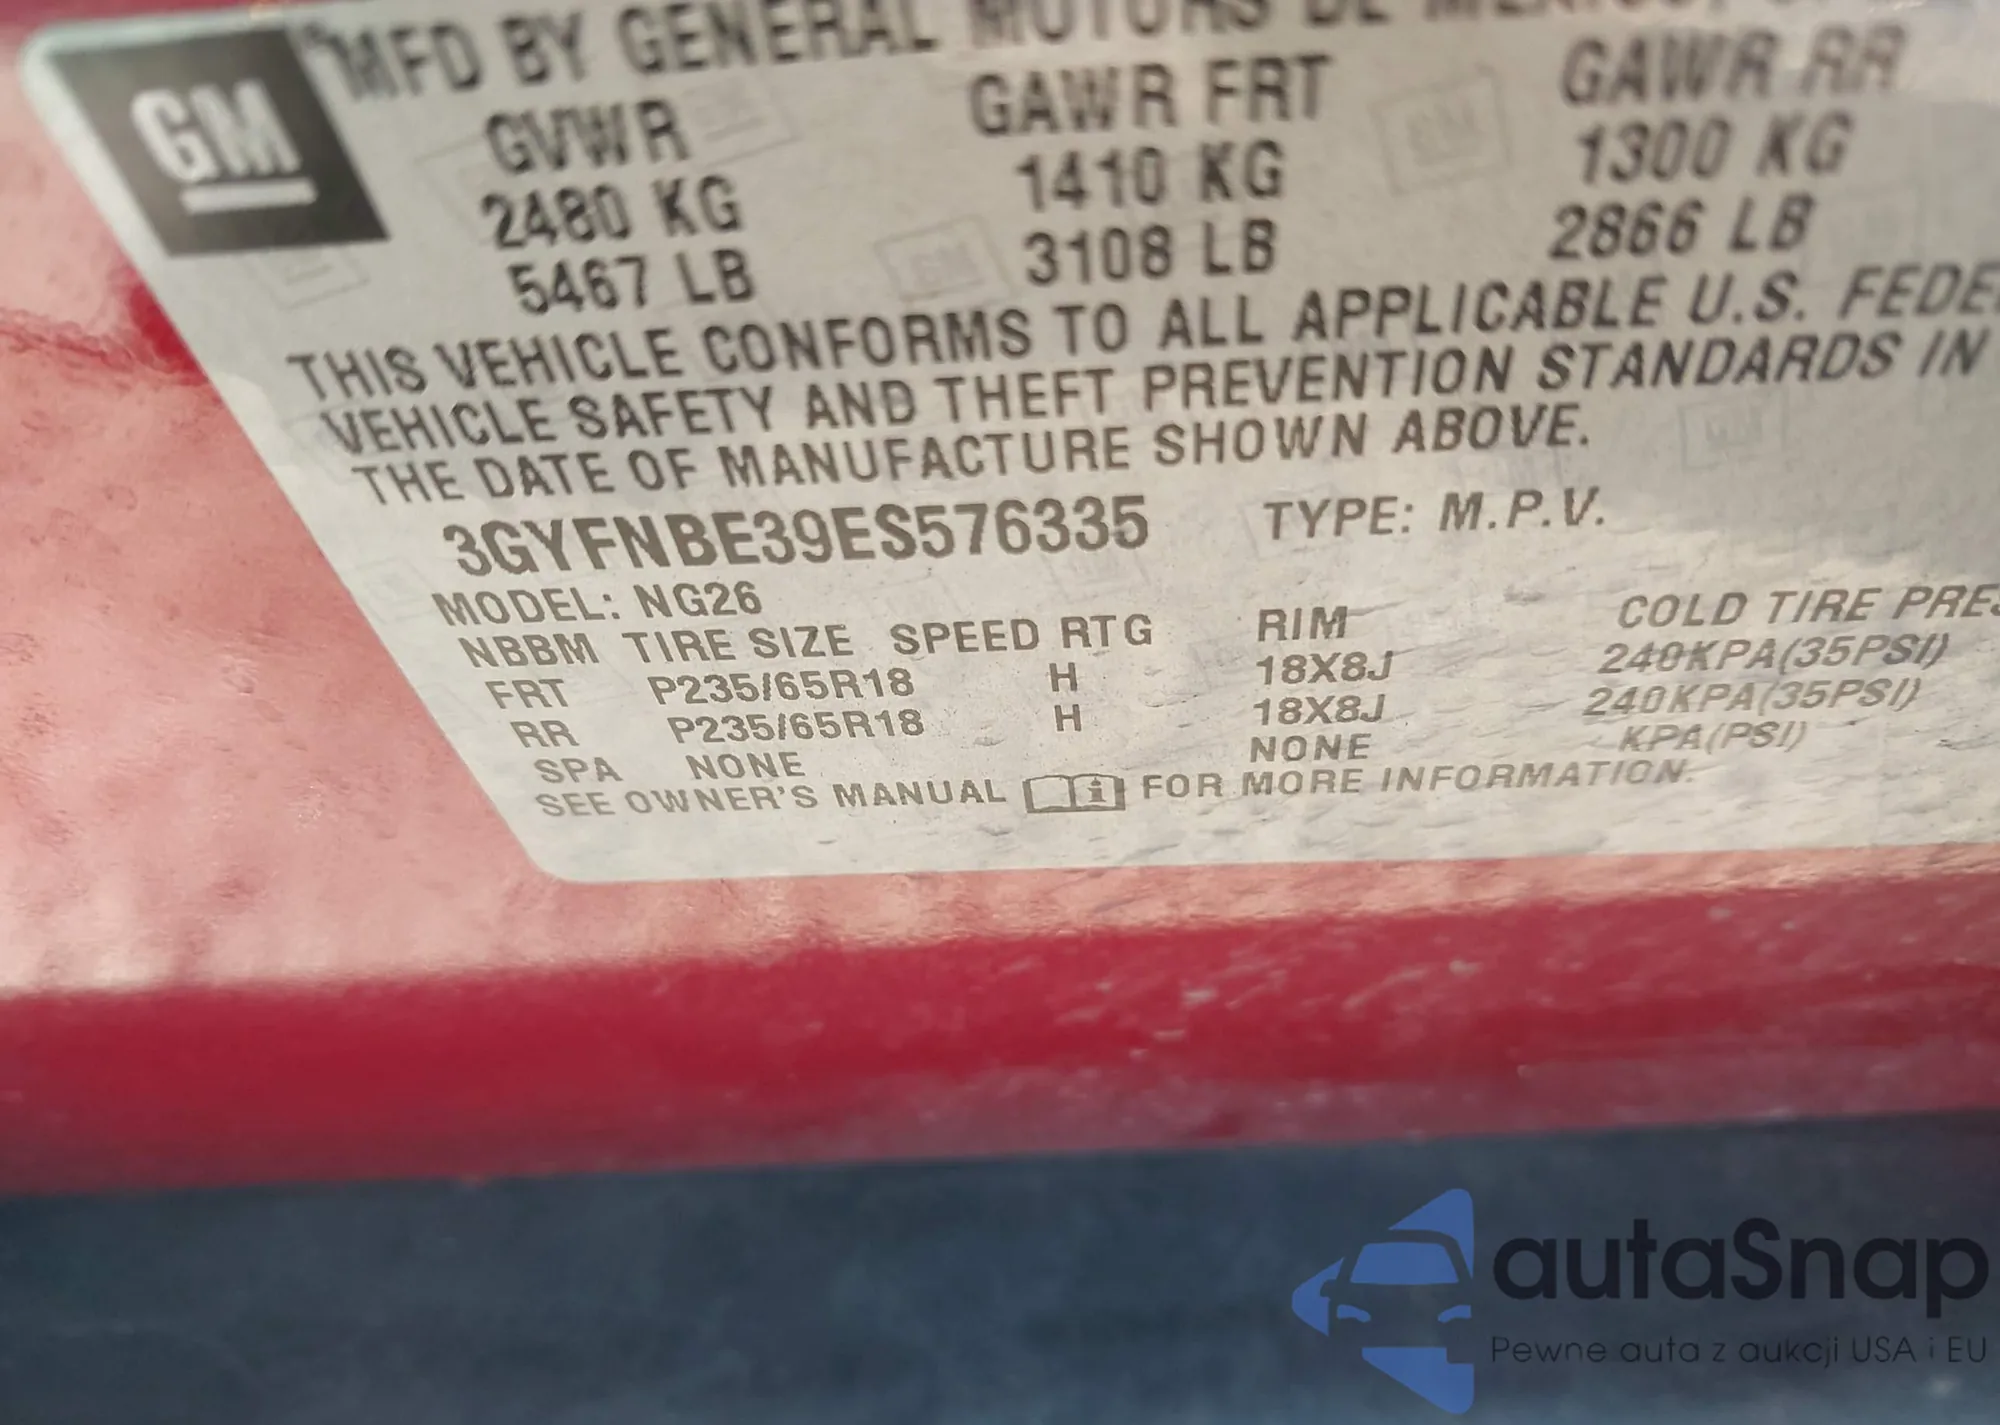 GM
MFD BY GENERAL MOTORS DE MEXICO,
GVWR GAWR FRT GAWR RR
2480 KG 1410 KG 1300 KG
5467 LB 3108 LB 2866 LB
THIS VEHICLE CONFORMS TO ALL APPLICABLE U.S. FEDE
VEHICLE SAFETY AND THEFT PREVENTION STANDARDS IN
THE DATE OF MANUFACTURE SHOWN ABOVE.
3GYFNBE39ES576335 TYPE: M.P.V.
MODEL: NG26
NBBM TIRE SIZE SPEED RTG RIM COLD TIRE PRES
FRT P235/65R18 H 18X8J 240KPA(35PSI)
RR P235/65R18 H 18X8J 240KPA(35PSI)
SPA NONE NONE KPA(PSI)
SEE OWNER'S MANUAL FOR MORE INFORMATION.
autaSnap
Pewne auta z aukcji USA i EU